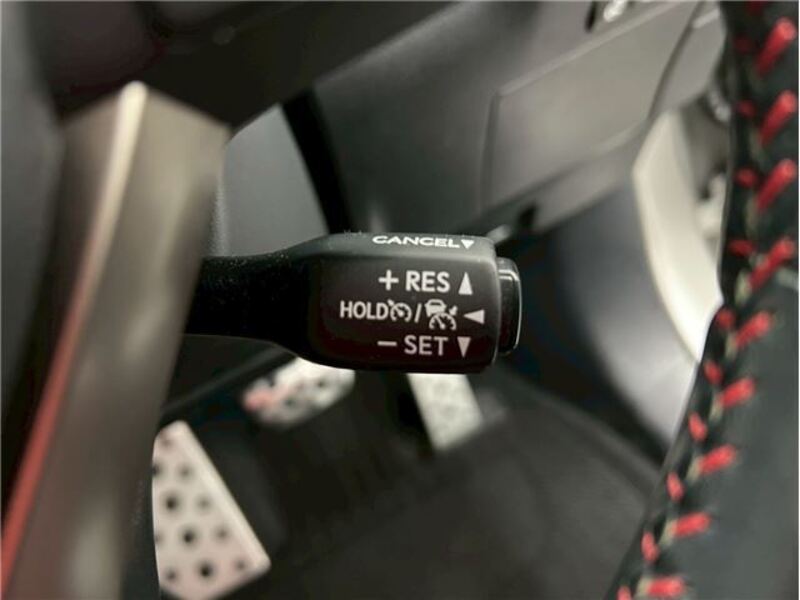 CANCEL▼
+ RES ▲
HOLD / ◄
− SET ▼